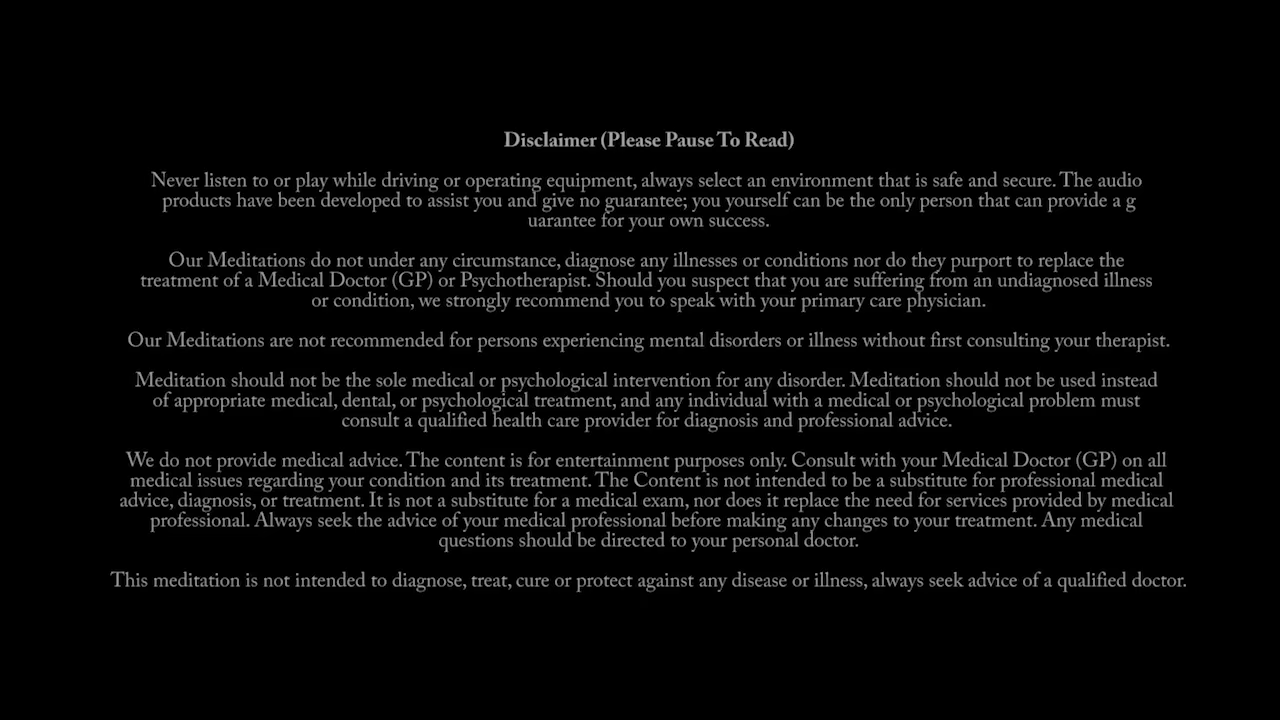 Disclaimer (Please Pause To Read)
Never listen to or play while driving or operating equipment, always select an environment that is safe and secure. The audio
products have been developed to assist you and give no guarantee; you yourself can be the only person that can provide a g
uarantee for your own success.
Our Meditations do not under any circumstance, diagnose any illnesses or conditions nor do they purport to replace the
treatment of a Medical Doctor (GP) or Psychotherapist. Should you suspect that you are suffering from an undiagnosed illness
or condition, we strongly recommend you to speak with your primary care physician.
Our Meditations are not recommended for persons experiencing mental disorders or illness without first consulting your therapist.
Meditation should not be the sole medical or psychological intervention for any disorder. Meditation should not be used instead
of appropriate medical, dental, or psychological treatment, and any individual with a medical or psychological problem must
consult a qualified health care provider for diagnosis and professional advice.
We do not provide medical advice. The content is for entertainment purposes only. Consult with your Medical Doctor (GP) on all
medical issues regarding your condition and its treatment. The Content is not intended to be a substitute for professional medical
advice, diagnosis, or treatment. It is not a substitute for a medical exam, nor does it replace the need for services provided by medical
professional. Always seek the advice of your medical professional before making any changes to your treatment. Any medical
questions should be directed to your personal doctor.
This meditation is not intended to diagnose, treat, cure or protect against any disease or illness, always seek advice of a qualified doctor.